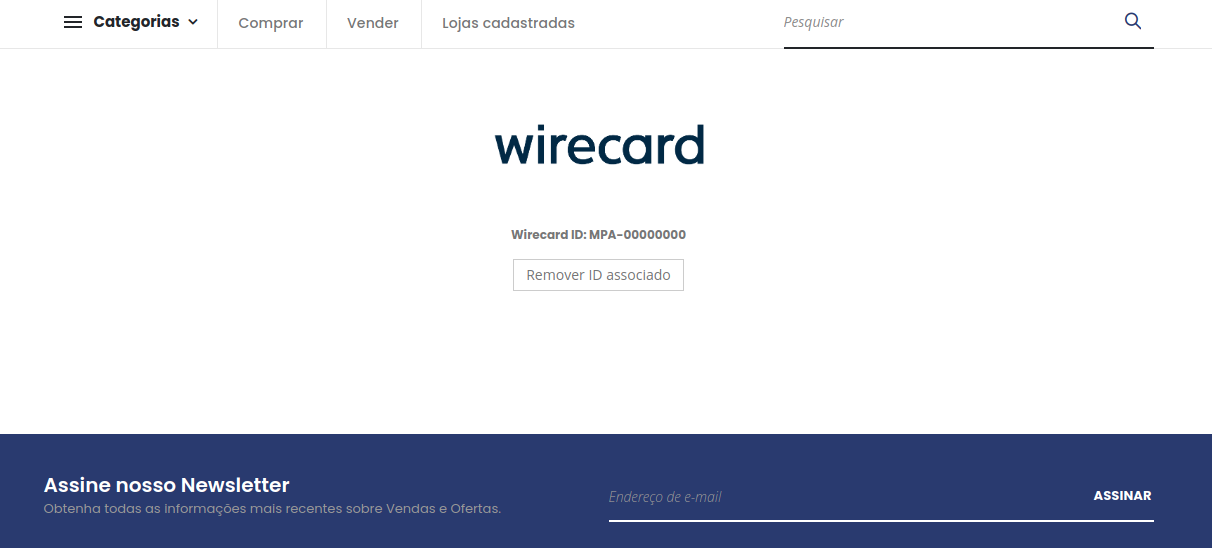 Categorias
Comprar
Vender
Lojas cadastradas
Pesquisar
wirecard
Wirecard ID: MPA-00000000
Remover ID associado
Assine nosso Newsletter
Obtenha todas as informações mais recentes sobre Vendas e Ofertas.
Endereço de e-mail
ASSINAR